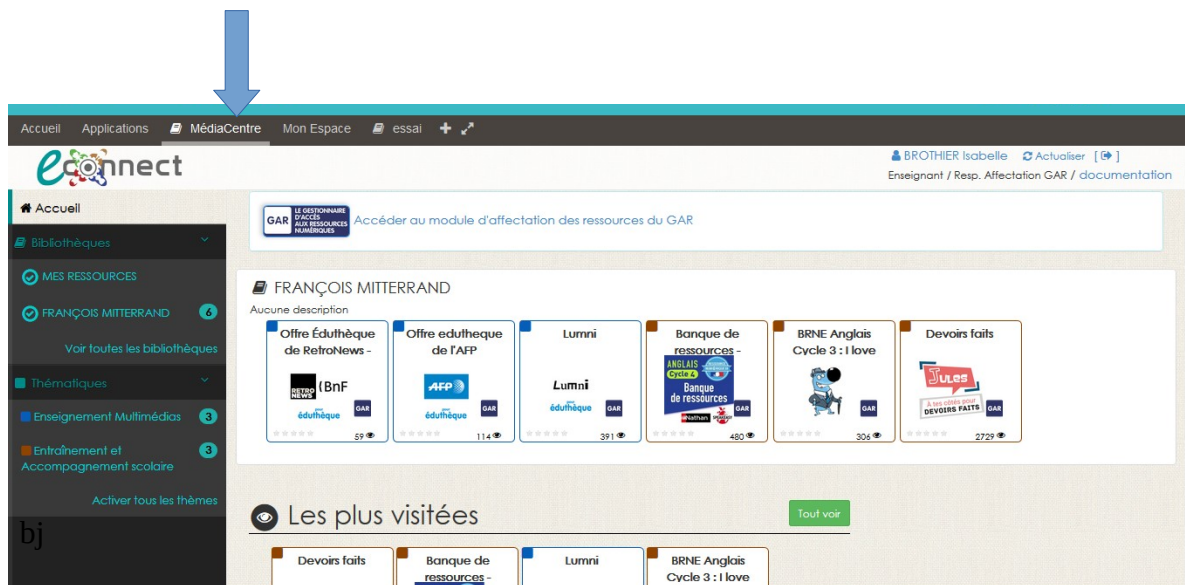 Accueil Applications MédiaCentre Mon Espace essai
econnect
BROTHIER Isabelle Actualiser [ ]
Enseignant / Resp. Affectation GAR / documentation
Accueil
Bibliothèques
MES RESSOURCES
FRANÇOIS MITTERRAND 6
Voir toutes les bibliothèques
Thématiques
Enseignement Multimédias 3
Entraînement et 3
Accompagnement scolaire
Activer tous les thèmes
bj
GAR LE GESTIONNAIRE
D'ACCÈS
AUX RESSOURCES
NUMÉRIQUES
Accéder au module d'affectation des ressources du GAR
FRANÇOIS MITTERRAND
Aucune description
Offre Éduthèque
de RetroNews -
RETRO
NEWS
(BnF
éduthèque
GAR
59
Offre edutheque
de l'AFP
AFP
éduthèque
GAR
114
Lumni
Lumni
éduthèque
GAR
391
Banque de
ressources -
ANGLAIS
Cycle 4
Banque
de ressources
Nathan
GAR
480
BRNE Anglais
Cycle 3 : I love
GAR
306
Devoirs faits
JULES
À tes côtés pour
DEVOIRS FAITS
GAR
2729
Les plus visitées
Tout voir
Devoirs faits
Banque de
ressources -
Lumni
BRNE Anglais
Cycle 3 : I love